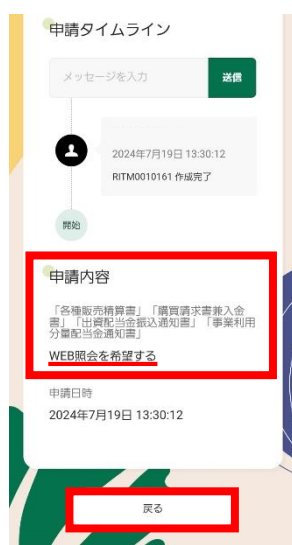 申請タイムライン
メッセージを入力
送信
2024年7月19日 13:30:12
RITM0010161 作成完了
開始
申請内容
「各種販売精算書」「購買請求書兼入金
書」「出資配当金振込通知書」「事業利用
分量配当金通知書」
WEB照会を希望する
申請日時
2024年7月19日 13:30:12
戻る